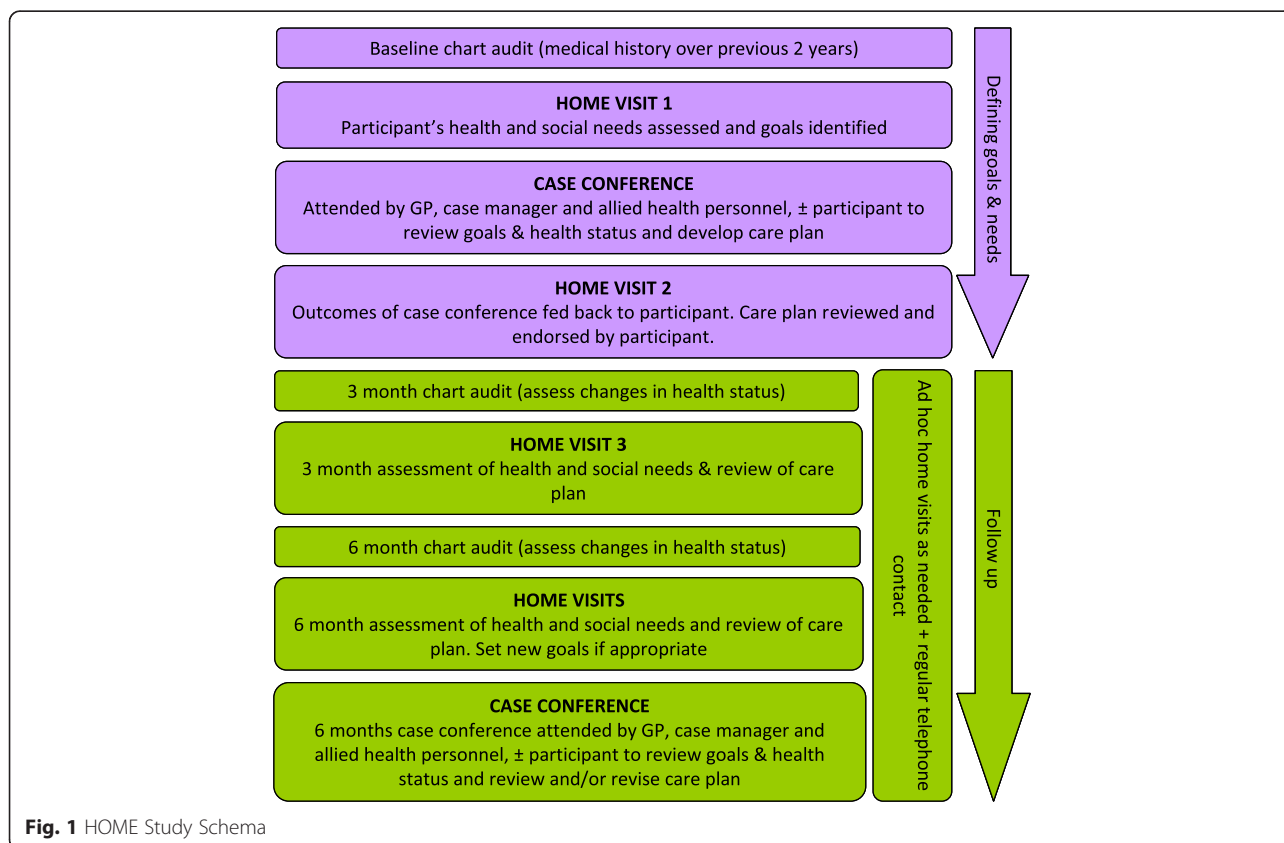 Baseline chart audit (medical history over previous 2 years)
HOME VISIT 1
Participant's health and social needs assessed and goals identified
CASE CONFERENCE
Attended by GP, case manager and allied health personnel, ± participant to
review goals & health status and develop care plan
HOME VISIT 2
Outcomes of case conference fed back to participant. Care plan reviewed and
endorsed by participant.
Defining goals & needs
3 month chart audit (assess changes in health status)
HOME VISIT 3
3 month assessment of health and social needs & review of care
plan
6 month chart audit (assess changes in health status)
HOME VISITS
6 month assessment of health and social needs and review of care
plan. Set new goals if appropriate
CASE CONFERENCE
6 months case conference attended by GP, case manager and
allied health personnel, ± participant to review goals & health
status and review and/or revise care plan
Ad hoc home visits as needed + regular telephone
contact
Follow up
Fig. 1 HOME Study Schema